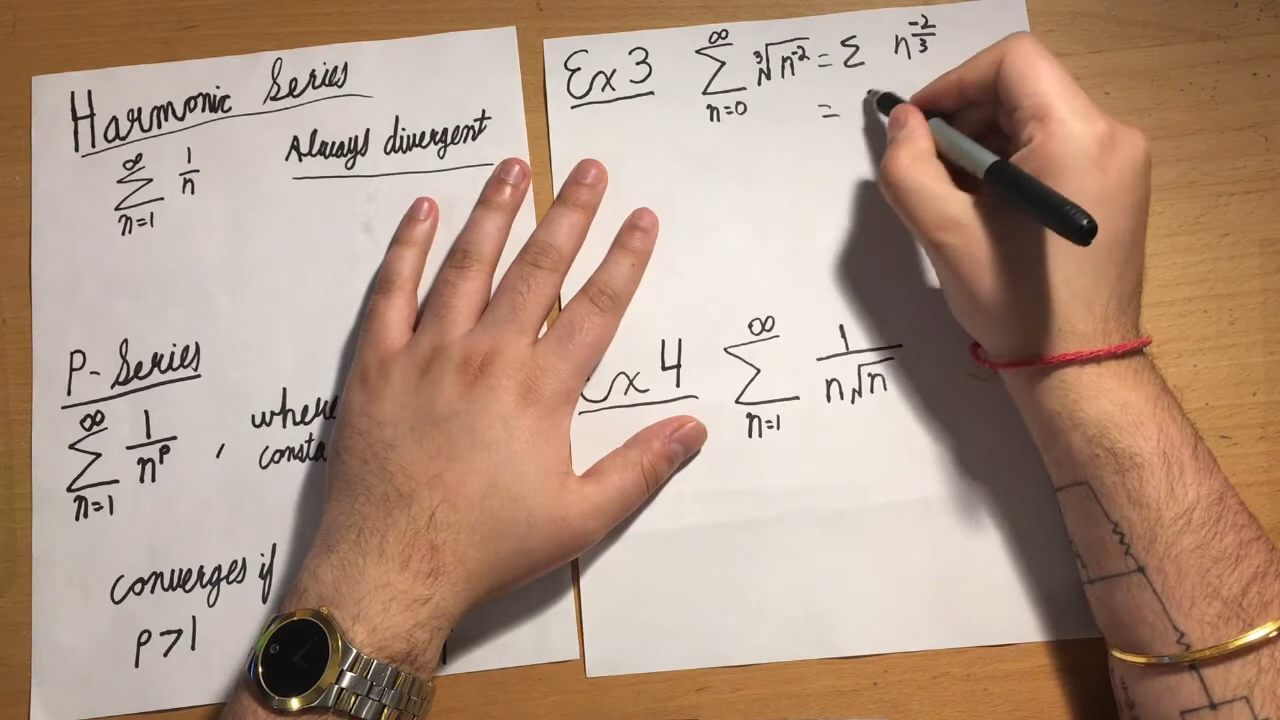 Harmonic Series
∞
Σ 1/n
n=1
Always divergent
P-Series
∞
Σ 1/n^p , where
n=1
converges if
p>1
Ex 3
∞
Σ ∛(n^-2) = Σ n^(-2/3)
n=0
=
x 4
∞
Σ 1/(n√n)
n=1